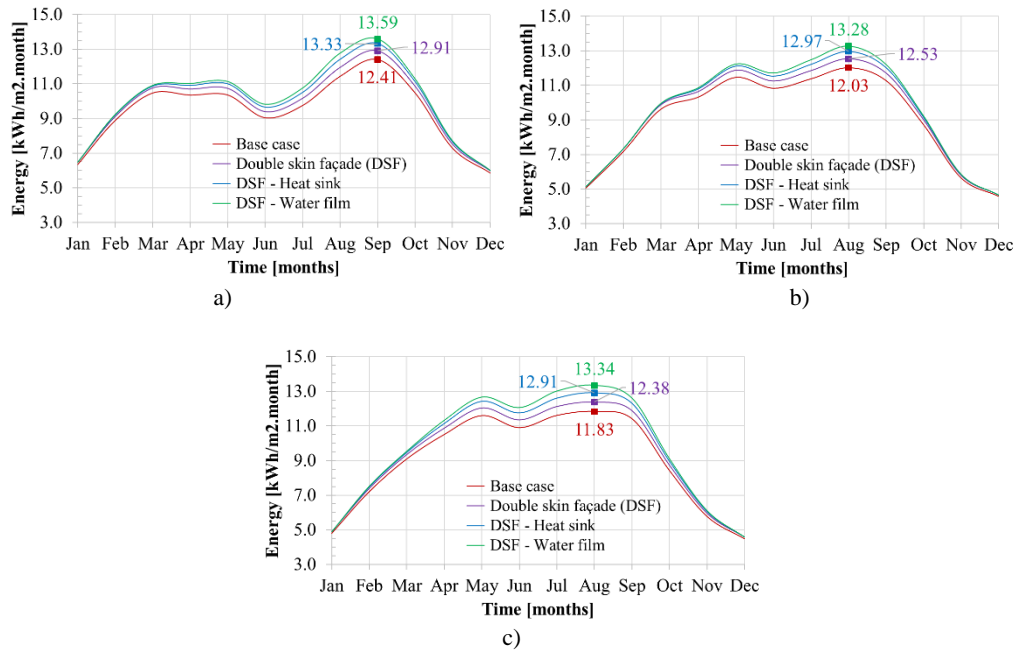 15.0
13.0
11.0
9.0
7.0
5.0
3.0
Energy [kWh/m2.month]
13.59
13.33
12.91
12.41
Base case
Double skin façade (DSF)
DSF - Heat sink
DSF - Water film
Jan Feb Mar Apr May Jun Jul Aug Sep Oct Nov Dec
Time [months]
a)
15.0
13.0
11.0
9.0
7.0
5.0
3.0
Energy [kWh/m2.month]
13.28
12.97
12.53
12.03
Base case
Double skin façade (DSF)
DSF - Heat sink
DSF - Water film
Jan Feb Mar Apr May Jun Jul Aug Sep Oct Nov Dec
Time [months]
b)
15.0
13.0
11.0
9.0
7.0
5.0
3.0
Energy [kWh/m2.month]
13.34
12.91
12.38
11.83
Base case
Double skin façade (DSF)
DSF - Heat sink
DSF - Water film
Jan Feb Mar Apr May Jun Jul Aug Sep Oct Nov Dec
Time [months]
c)